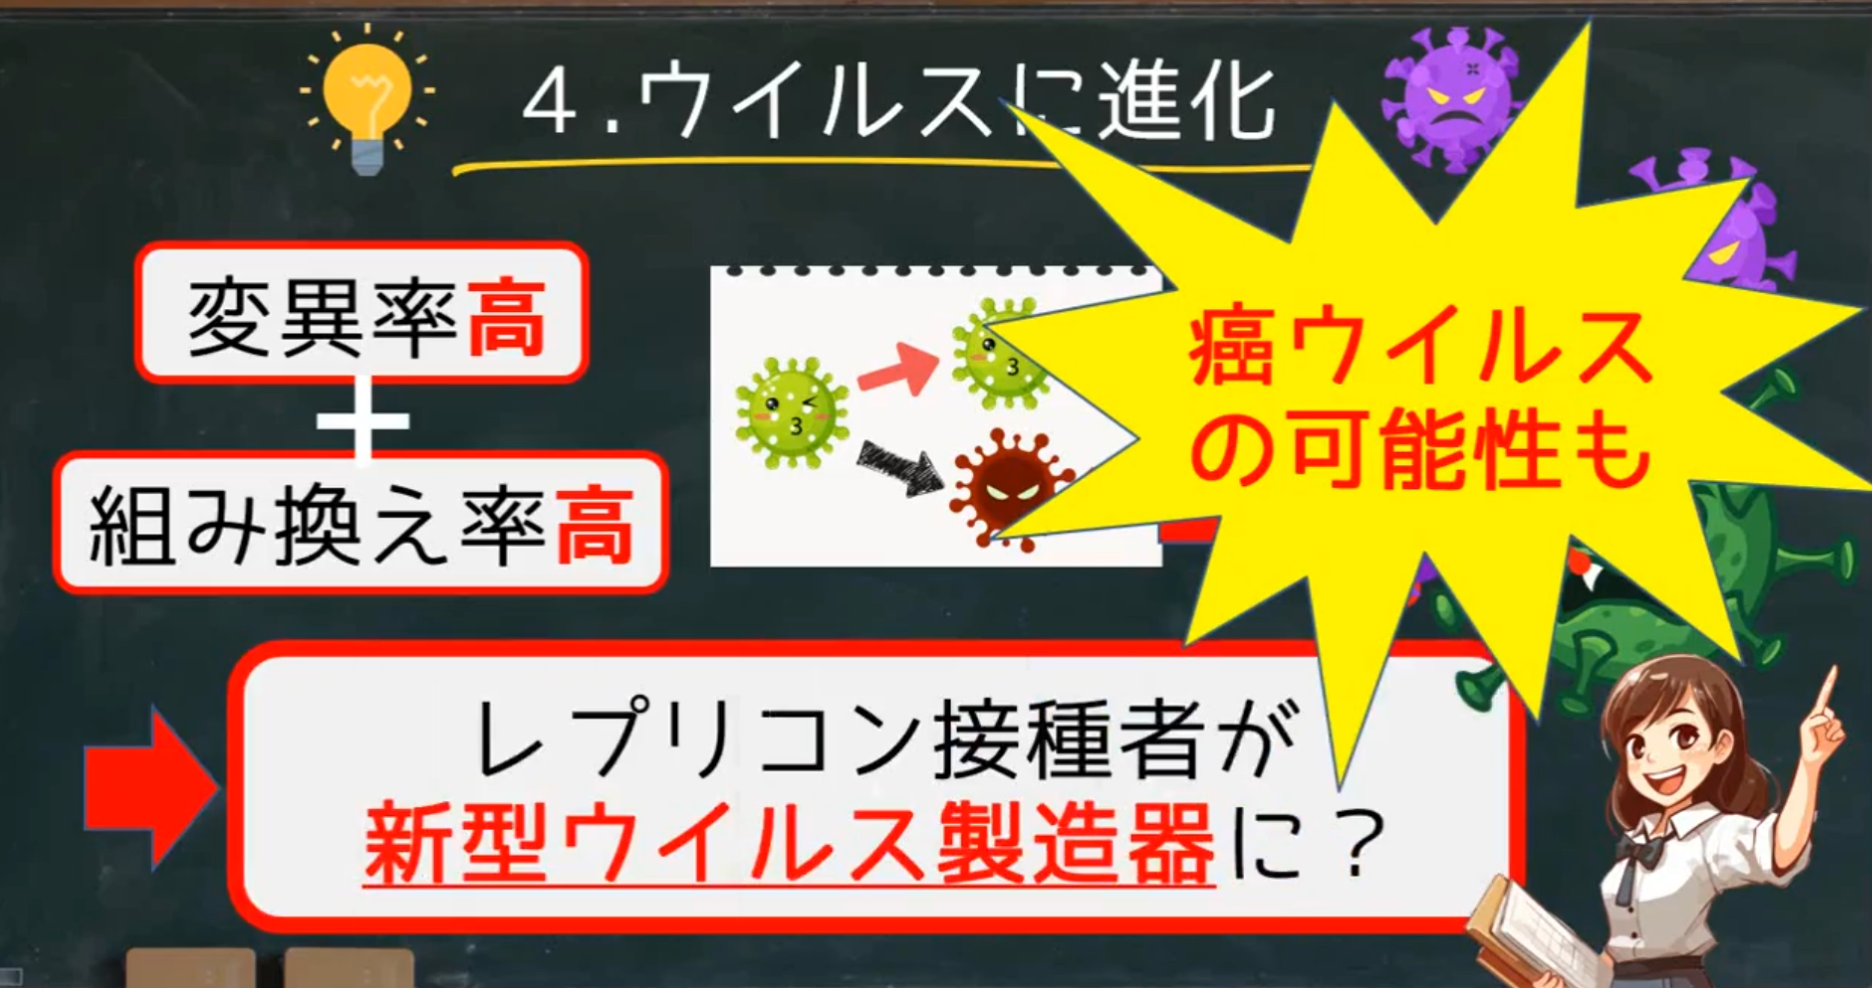 4.ウイルスに進化
変異率高
+
組み換え率高
癌ウイルス
の可能性も
レプリコン接種者が
新型ウイルス製造器に？